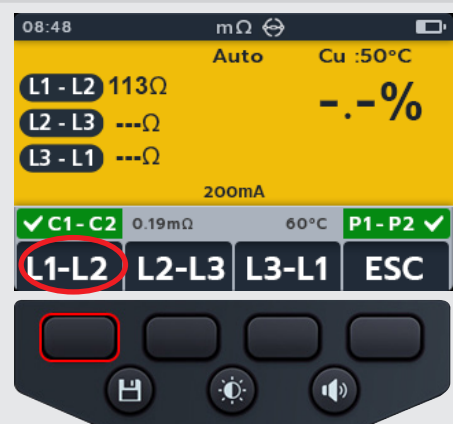 08:48 mΩ
Auto Cu :50°C
L1 - L2 113Ω
-.-%
L2 - L3 ---Ω
L3 - L1 ---Ω
200mA
✓ C1- C2 0.19mΩ 60°C P1- P2 ✓
L1-L2 L2-L3 L3-L1 ESC